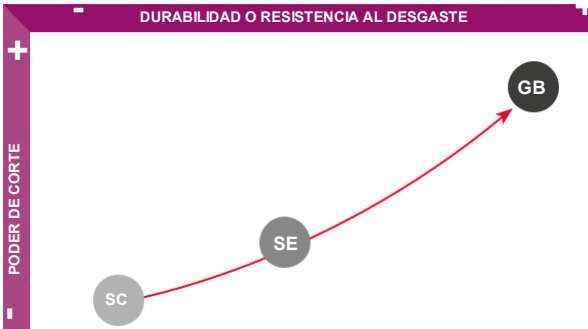 - DURABILIDAD O RESISTENCIA AL DESGASTE +
+
GB
PODER DE CORTE
SE
SC
-